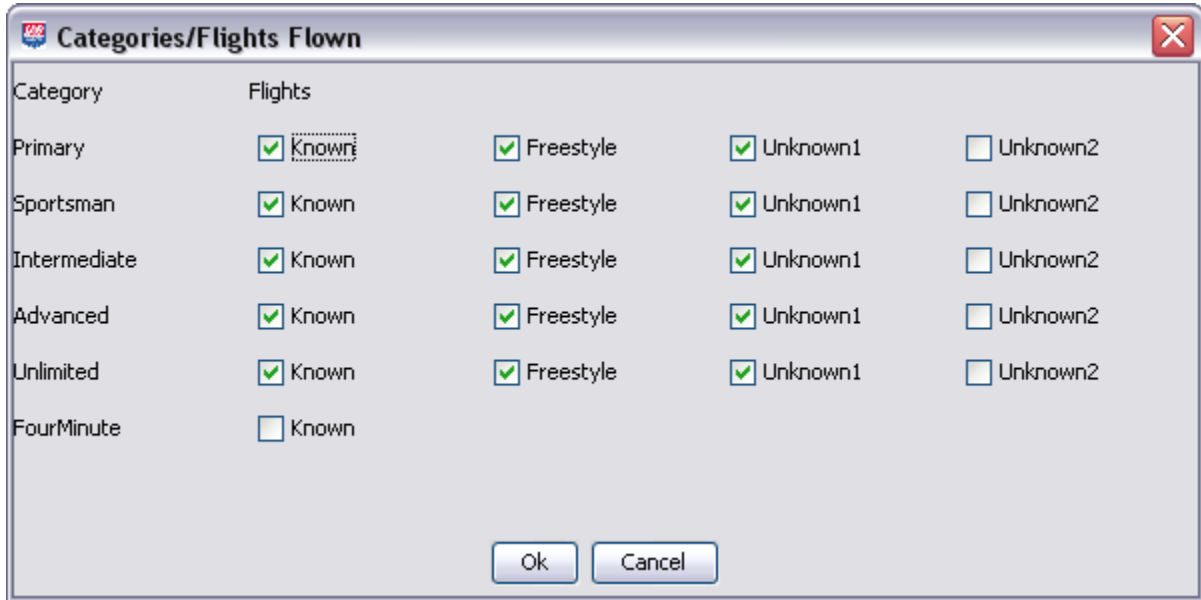 Categories/Flights Flown
Category Flights
Primary Known Freestyle Unknown1 Unknown2
Sportsman Known Freestyle Unknown1 Unknown2
Intermediate Known Freestyle Unknown1 Unknown2
Advanced Known Freestyle Unknown1 Unknown2
Unlimited Known Freestyle Unknown1 Unknown2
FourMinute Known
Ok Cancel